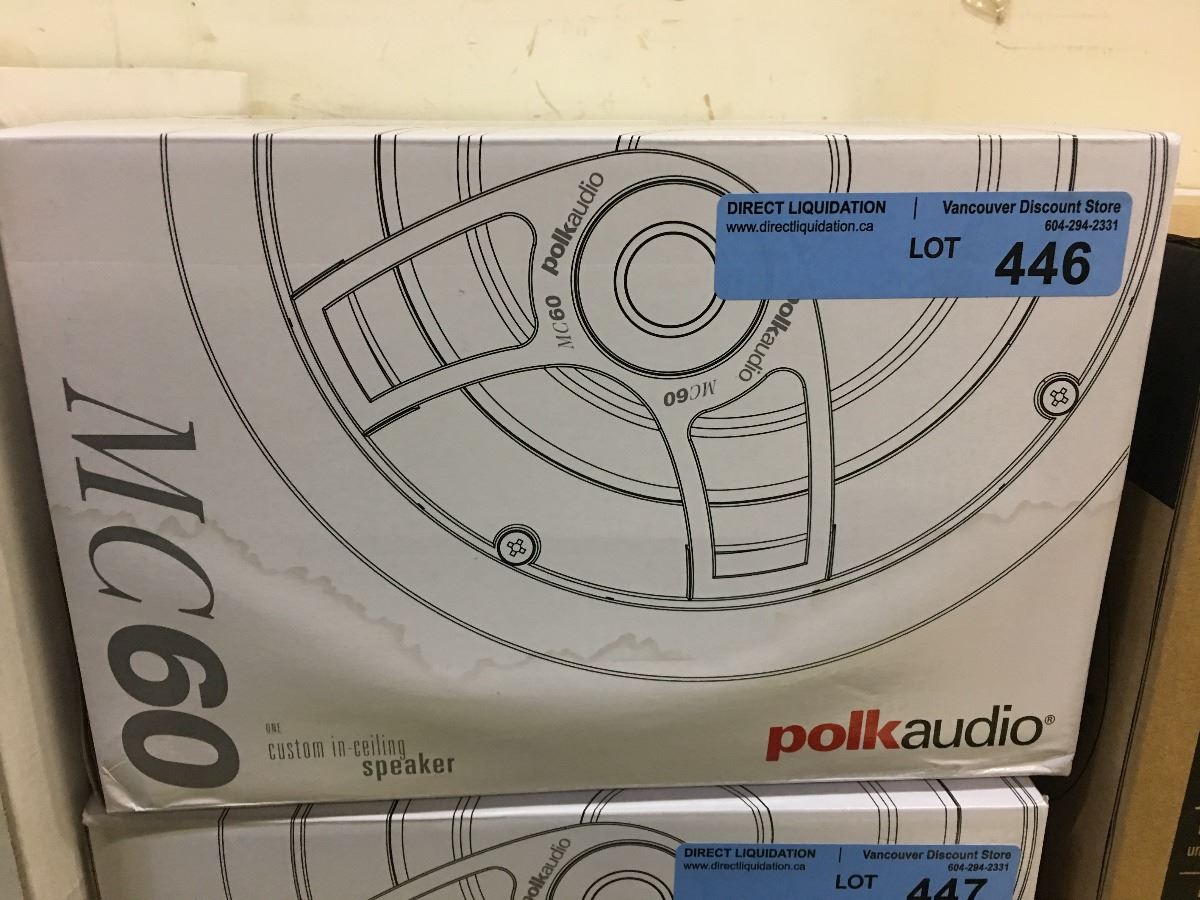 DIRECT LIQUIDATION | Vancouver Discount Store
www.directliquidation.ca 604-294-2331
LOT 446
polkaudio
MC60
polkaudio
MC60
MC60
ONE
custom in-ceiling
speaker
polkaudio®
DIRECT LIQUIDATION | Vancouver Discount Store
www.directliquidation.ca 604-294-2331
LOT 447
polkaudio